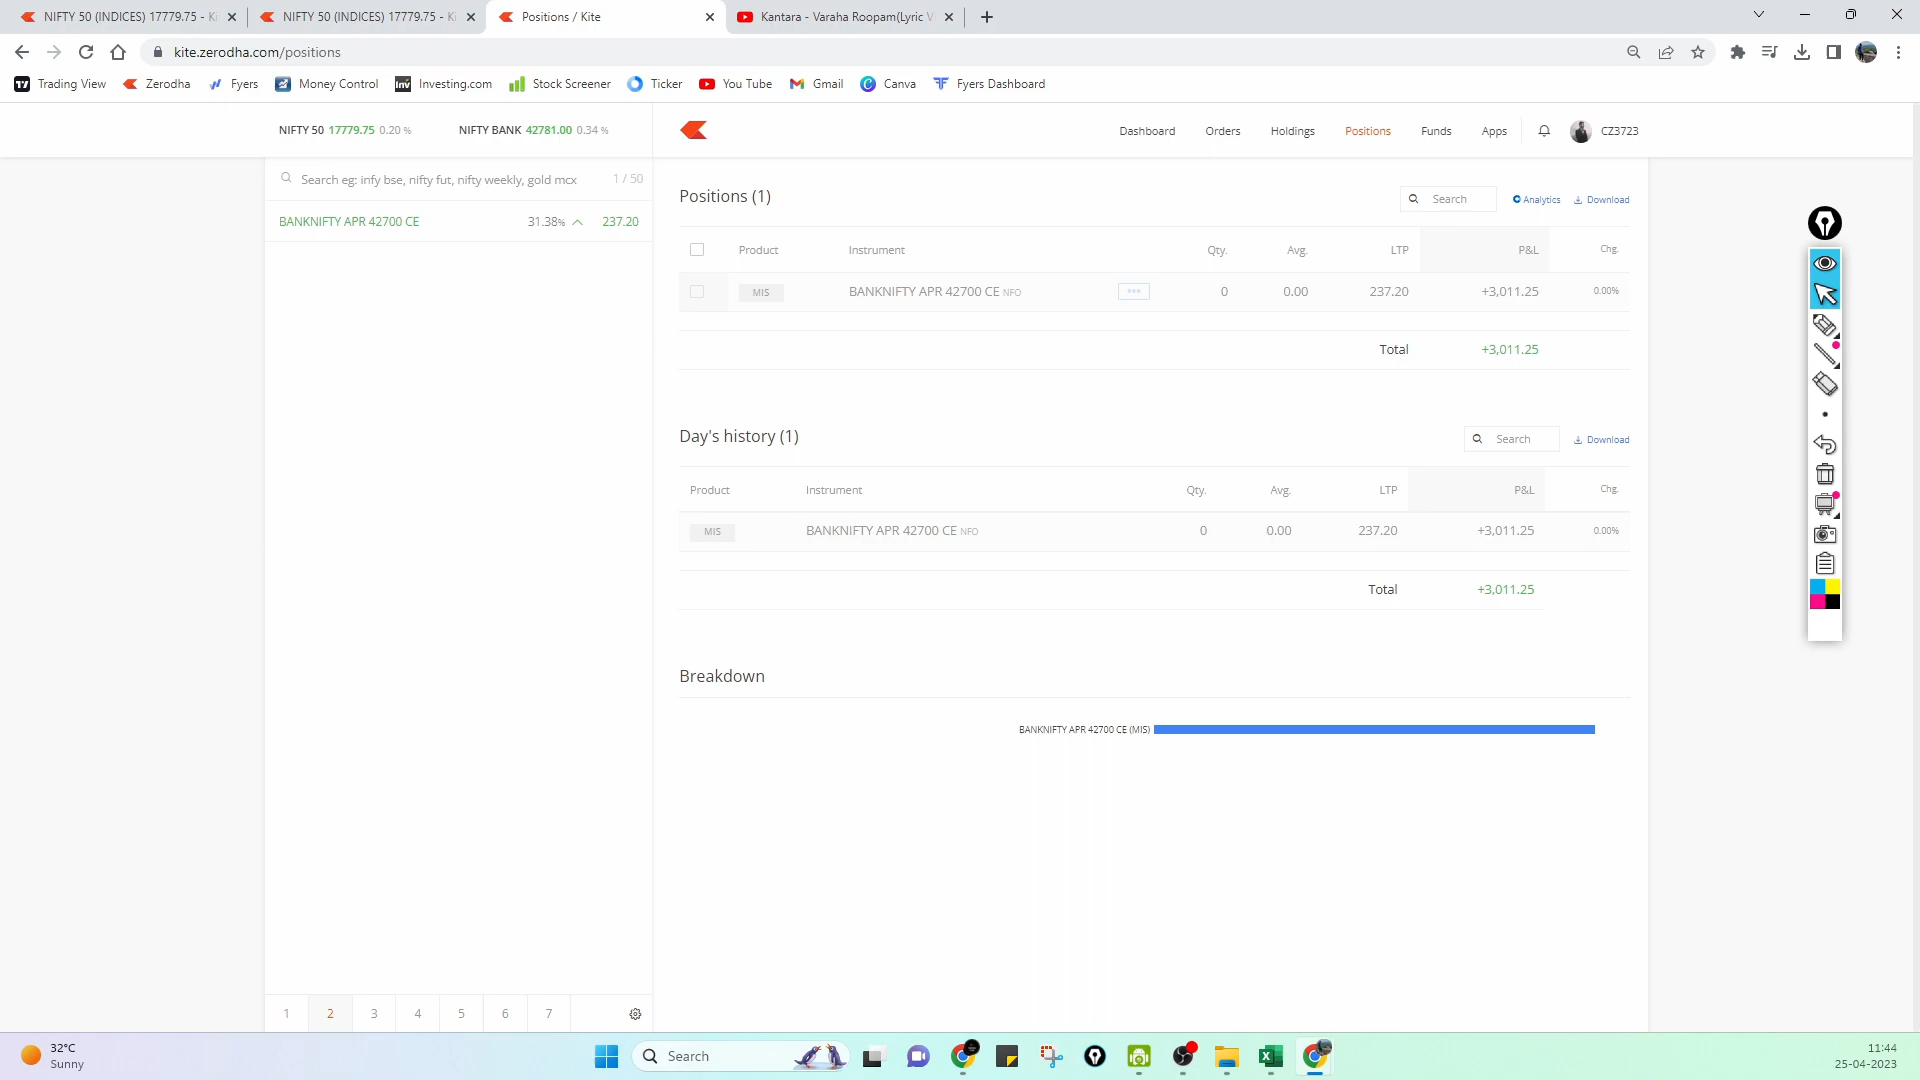 NIFTY 50 (INDICES) 17779.75 - Ki
NIFTY 50 (INDICES) 17779.75 - Ki
Positions / Kite
Kantara - Varaha Roopam(Lyric V
kite.zerodha.com/positions
Trading View
Zerodha
Fyers
Money Control
Inv
Investing.com
Stock Screener
Ticker
You Tube
Gmail
Canva
Fyers Dashboard
NIFTY 50 17779.75 0.20 %
NIFTY BANK 42781.00 0.34 %
Dashboard
Orders
Holdings
Positions
Funds
Apps
CZ3723
Search eg: infy bse, nifty fut, nifty weekly, gold mcx
1 / 50
BANKNIFTY APR 42700 CE 31.38% 237.20
Positions (1)
Search
Analytics
Download
Product Instrument Qty. Avg. LTP P&L Chg.
MIS BANKNIFTY APR 42700 CE NFO 0 0.00 237.20 +3,011.25 0.00%
Total +3,011.25
Day's history (1)
Search
Download
Product Instrument Qty. Avg. LTP P&L Chg.
MIS BANKNIFTY APR 42700 CE NFO 0 0.00 237.20 +3,011.25 0.00%
Total +3,011.25
Breakdown
BANKNIFTY APR 42700 CE (MIS)
1 2 3 4 5 6 7
32°C
Sunny
Search
11:44
25-04-2023